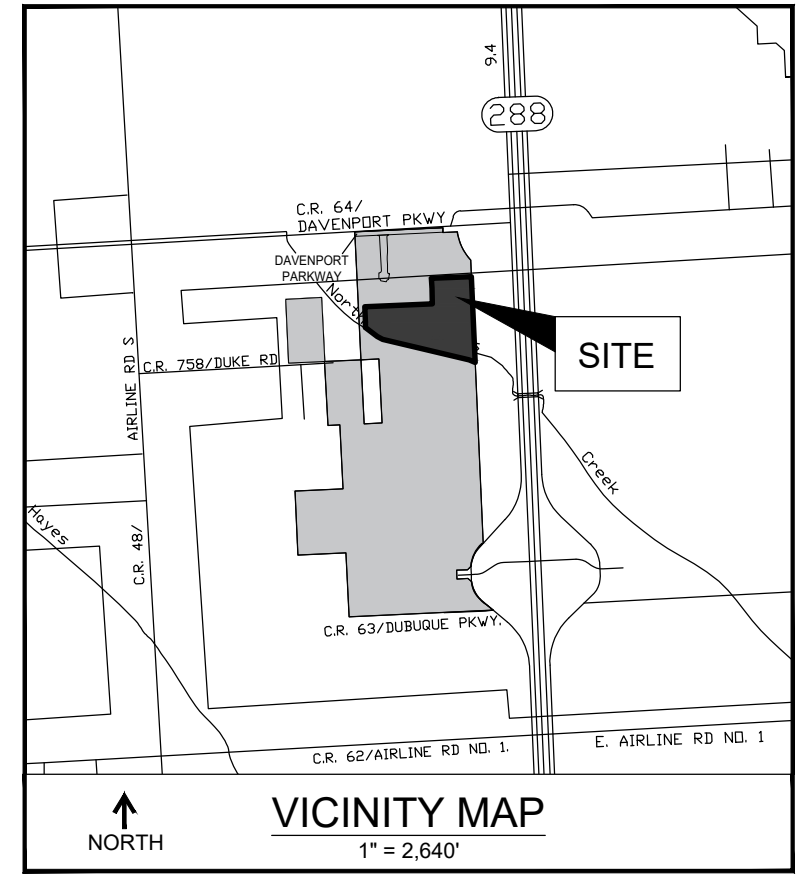 9.4
288
C.R. 64/
DAVENPORT PKWY
DAVENPORT
PARKWAY
North
C.R. 758/DUKE RD
SITE
AIRLINE RD S
C.R. 48/
Hayes
Creek
C.R. 63/DUBUQUE PKWY.
C.R. 62/AIRLINE RD NO. 1.
E. AIRLINE RD NO. 1
NORTH
VICINITY MAP
1" = 2,640'